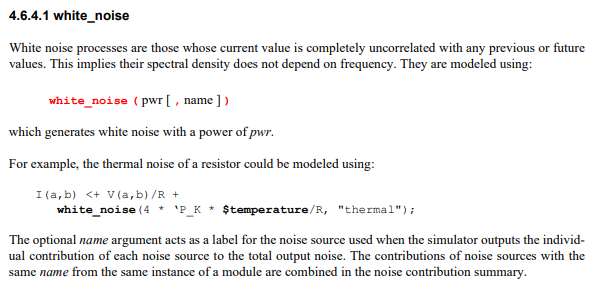 4.6.4.1 white_noise
White noise processes are those whose current value is completely uncorrelated with any previous or future
values. This implies their spectral density does not depend on frequency. They are modeled using:
white_noise ( pwr [ , name ] )
which generates white noise with a power of pwr.
For example, the thermal noise of a resistor could be modeled using:
I(a,b) <+ V(a,b)/R +
white_noise(4 * `P_K * $temperature/R, "thermal");
The optional name argument acts as a label for the noise source used when the simulator outputs the individ-
ual contribution of each noise source to the total output noise. The contributions of noise sources with the
same name from the same instance of a module are combined in the noise contribution summary.